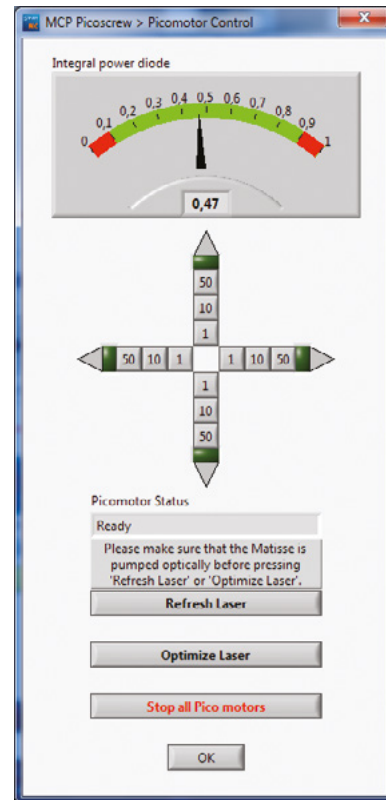 MCP Picoscrew > Picomotor Control
X
Integral power diode
0, 0,1 0,2 0,3 0,4 0,5 0,6 0,7 0,8 0,9 1
0,47
50
10
1
50 10 1 1 10 50
1
10
50
Picomotor Status
Ready
Please make sure that the Matisse is
pumped optically before pressing
'Refresh Laser' or 'Optimize Laser'.
Refresh Laser
Optimize Laser
Stop all Pico motors
OK